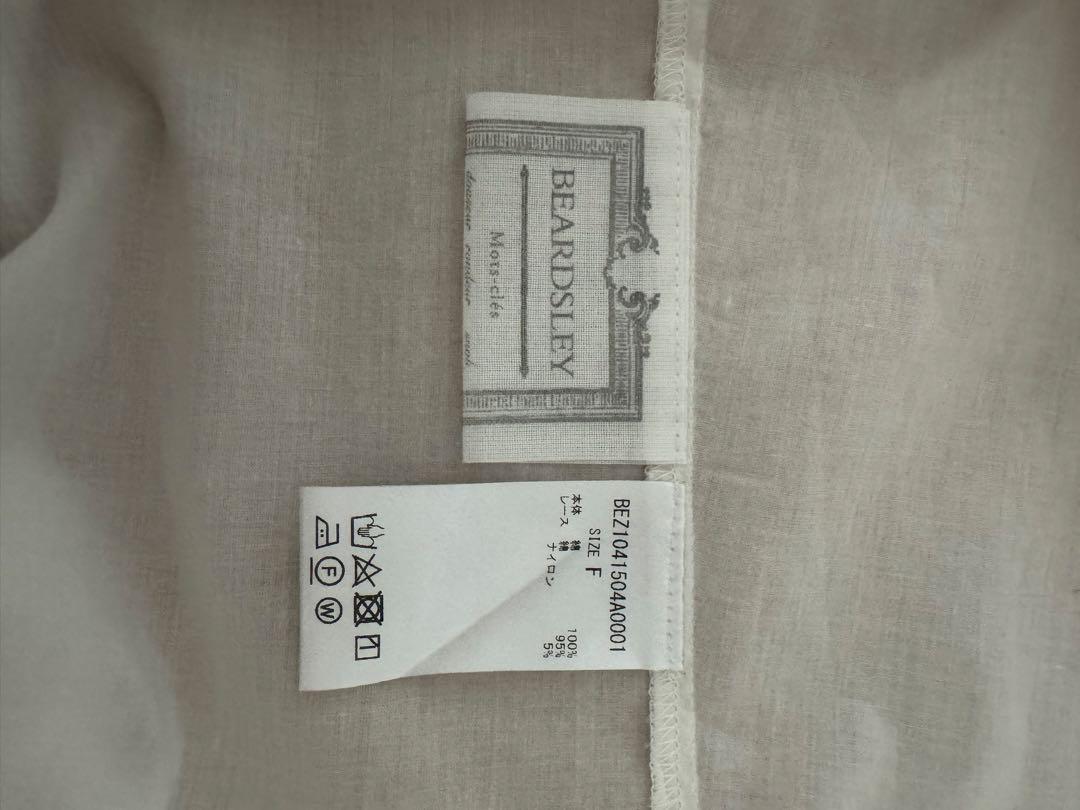 BEARDSLEY
Mots-clés
BEZ1041504A0001
SIZE F
本体 綿 100%
レース 綿 95%
ナイロン 5%
F
W